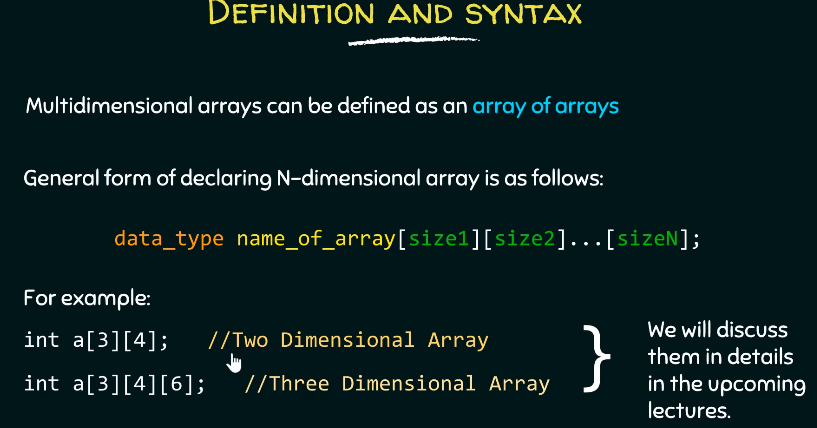 DEFINITION AND SYNTAX
Multidimensional arrays can be defined as an array of arrays
General form of declaring N-dimensional array is as follows:
data_type name_of_array[size1][size2]...[sizeN];
For example:
int a[3][4]; //Two Dimensional Array
int a[3][4][6]; //Three Dimensional Array
}
We will discuss
them in details
in the upcoming
lectures.